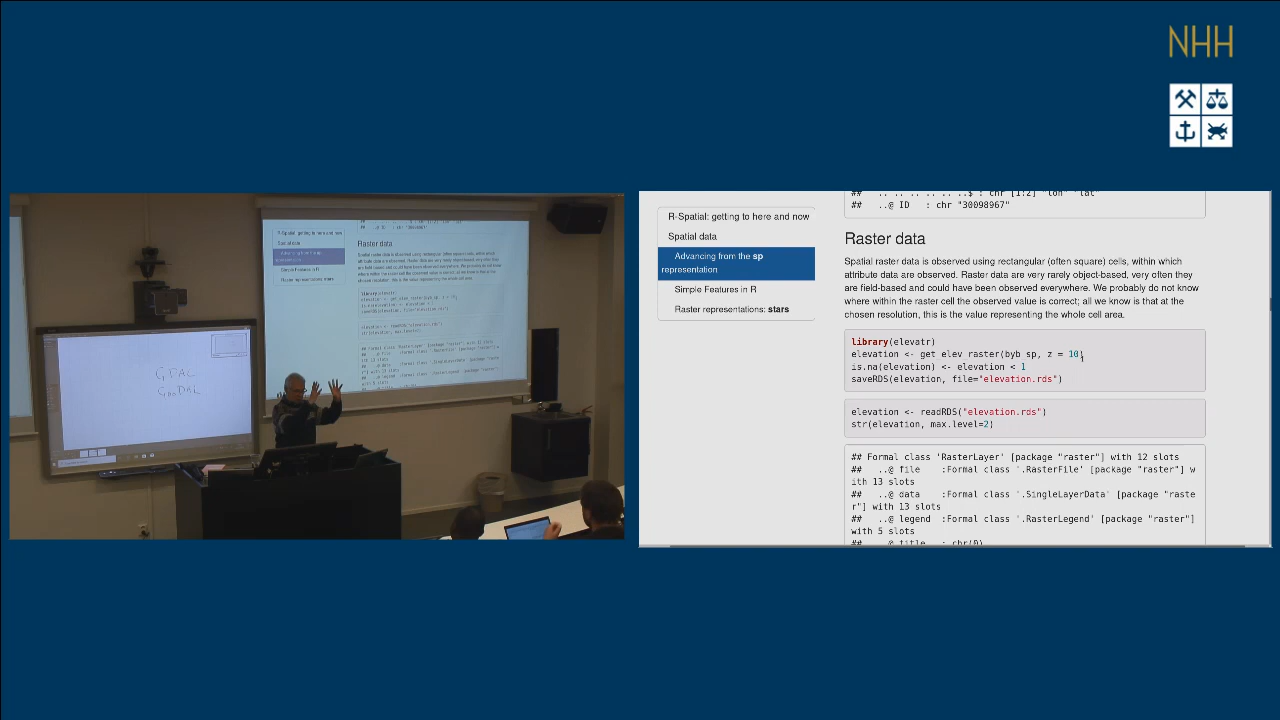 NHH
GDAL
GDAL
R-Spatial: getting to here and now
Spatial data
Advancing from the sp
representation
Simple Features in R
Raster representations: stars
## .. .. .. .. .. ..$ : chr [1:2] "lon" "lat"
## ..@ ID : chr "30098967"
Raster data
Spatial raster data is observed using rectangular (often square) cells, within which
attribute data are observed. Raster data are very rarely object-based, very often they
are field-based and could have been observed everywhere. We probably do not
know where within the raster cell the observed value is correct; all we know is that at the
chosen resolution, this is the value representing the whole cell area.
library(elevatr)
elevation <- get_elev_raster(byb_sp, z = 10)
is.na(elevation) <- elevation < 1
saveRDS(elevation, file="elevation.rds")
elevation <- readRDS("elevation.rds")
str(elevation, max.level=2)
## Formal class 'RasterLayer' [package "raster"] with 12 slots
## ..@ file :Formal class '.RasterFile' [package "raster"] w
ith 13 slots
## ..@ data :Formal class '.SingleLayerData' [package "raste
r"] with 13 slots
## ..@ legend :Formal class '.RasterLegend' [package "raster"]
with 5 slots
## ..@ title : chr(0)